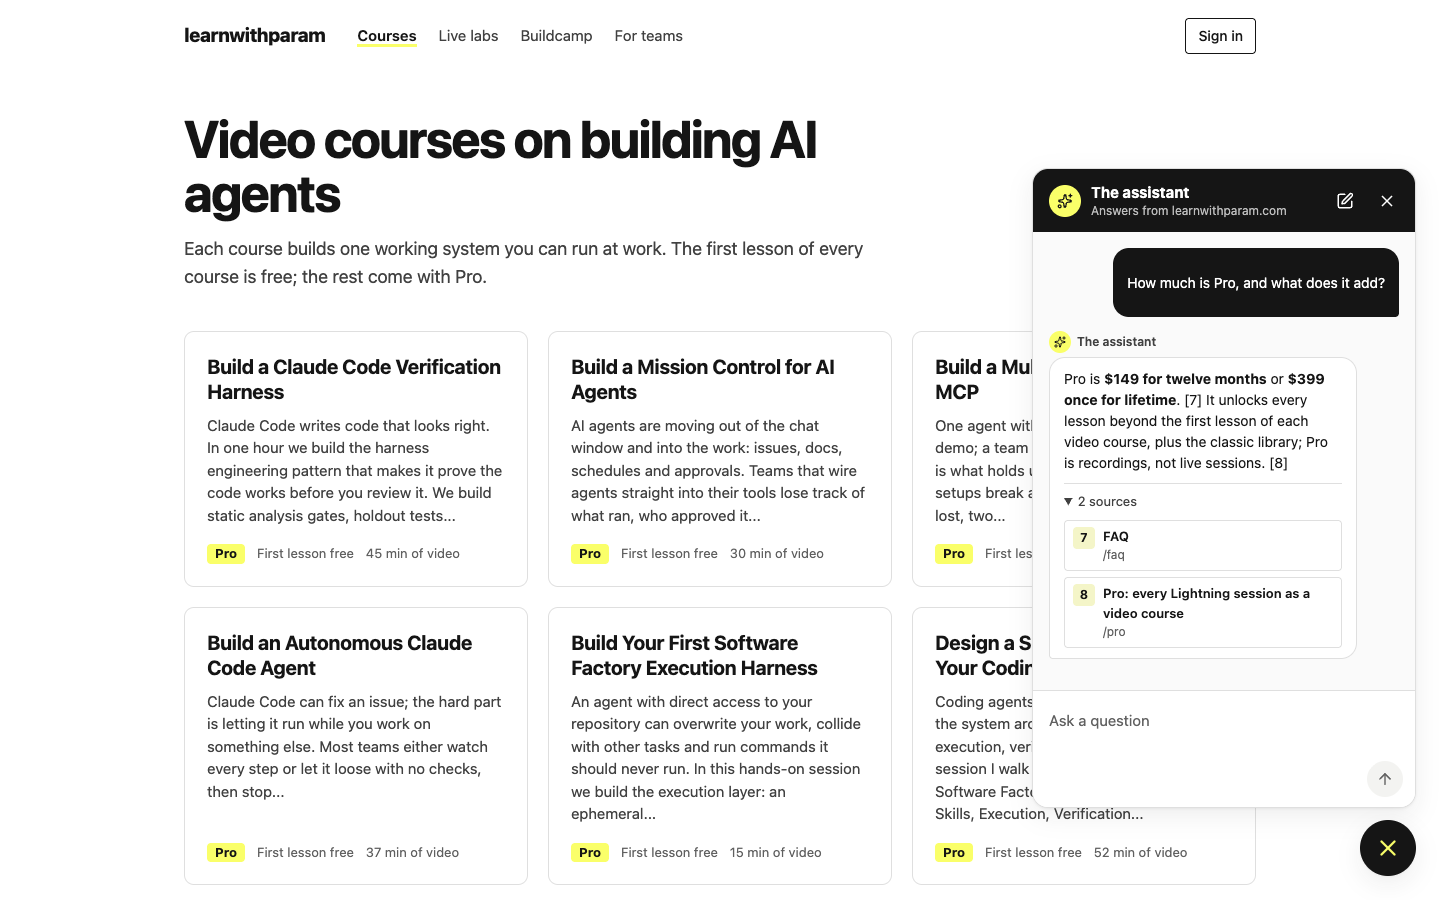 learnwithparam
Courses
Live labs
Buildcamp
For teams
Sign in
Video courses on building AI
agents
Each course builds one working system you can run at work. The first lesson of every
course is free; the rest come with Pro.
Build a Claude Code Verification
Harness
Claude Code writes code that looks right.
In one hour we build the harness
engineering pattern that makes it prove the
code works before you review it. We build
static analysis gates, holdout tests...
Pro First lesson free 45 min of video
Build a Mission Control for AI
Agents
AI agents are moving out of the chat
window and into the work: issues, docs,
schedules and approvals. Teams that wire
agents straight into their tools lose track of
what ran, who approved it...
Pro First lesson free 30 min of video
Build a Mul
MCP
One agent wit
demo; a team
is what holds
setups break
lost, two...
Pro First les
Build an Autonomous Claude
Code Agent
Claude Code can fix an issue; the hard part
is letting it run while you work on
something else. Most teams either watch
every step or let it loose with no checks,
then stop...
Pro First lesson free 37 min of video
Build Your First Software
Factory Execution Harness
An agent with direct access to your
repository can overwrite your work, collide
with other tasks and run commands it
should never run. In this hands-on session
we build the execution layer: an
ephemeral...
Pro First lesson free 15 min of video
Design a S
Your Codin
Coding agents
the system arc
execution, ver
session I walk
Software Facto
Skills, Execution, Verification...
Pro First lesson free 52 min of video
The assistant
Answers from learnwithparam.com
How much is Pro, and what does it add?
The assistant
Pro is $149 for twelve months or $399
once for lifetime. [7] It unlocks every
lesson beyond the first lesson of each
video course, plus the classic library; Pro
is recordings, not live sessions. [8]
2 sources
7 FAQ
/faq
8 Pro: every Lightning session as a
video course
/pro
Ask a question